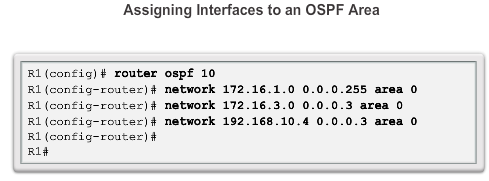 Assigning Interfaces to an OSPF Area
R1(config)# router ospf 10
R1(config-router)# network 172.16.1.0 0.0.0.255 area 0
R1(config-router)# network 172.16.3.0 0.0.0.3 area 0
R1(config-router)# network 192.168.10.4 0.0.0.3 area 0
R1(config-router)#
R1#